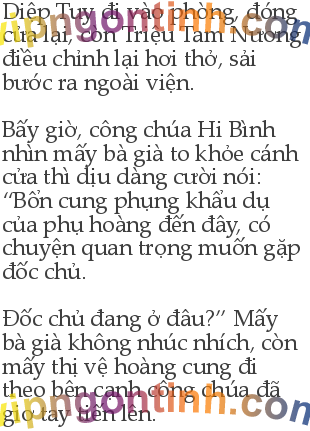 Diệp Tuy đi vào phòng, đóng
cửa lại, còn Triệu Tam Nương
điều chỉnh lại hơi thở, sải
bước ra ngoài viện.
Bấy giờ, công chúa Hi Bình
nhìn mấy bà già to khỏe cánh
cửa thì dịu dàng cười nói:
“Bổn cung phụng khẩu dụ
của phụ hoàng đến đây, có
chuyện quan trọng muốn gặp
đốc chủ.
Đốc chủ đang ở đâu?” Mấy
bà già không nhúc nhích, còn
mấy thị vệ hoàng cung đi
theo bên cạnh công chúa đã
giơ tay tiến lên.
vipngontinh.com
vipngontinh.com